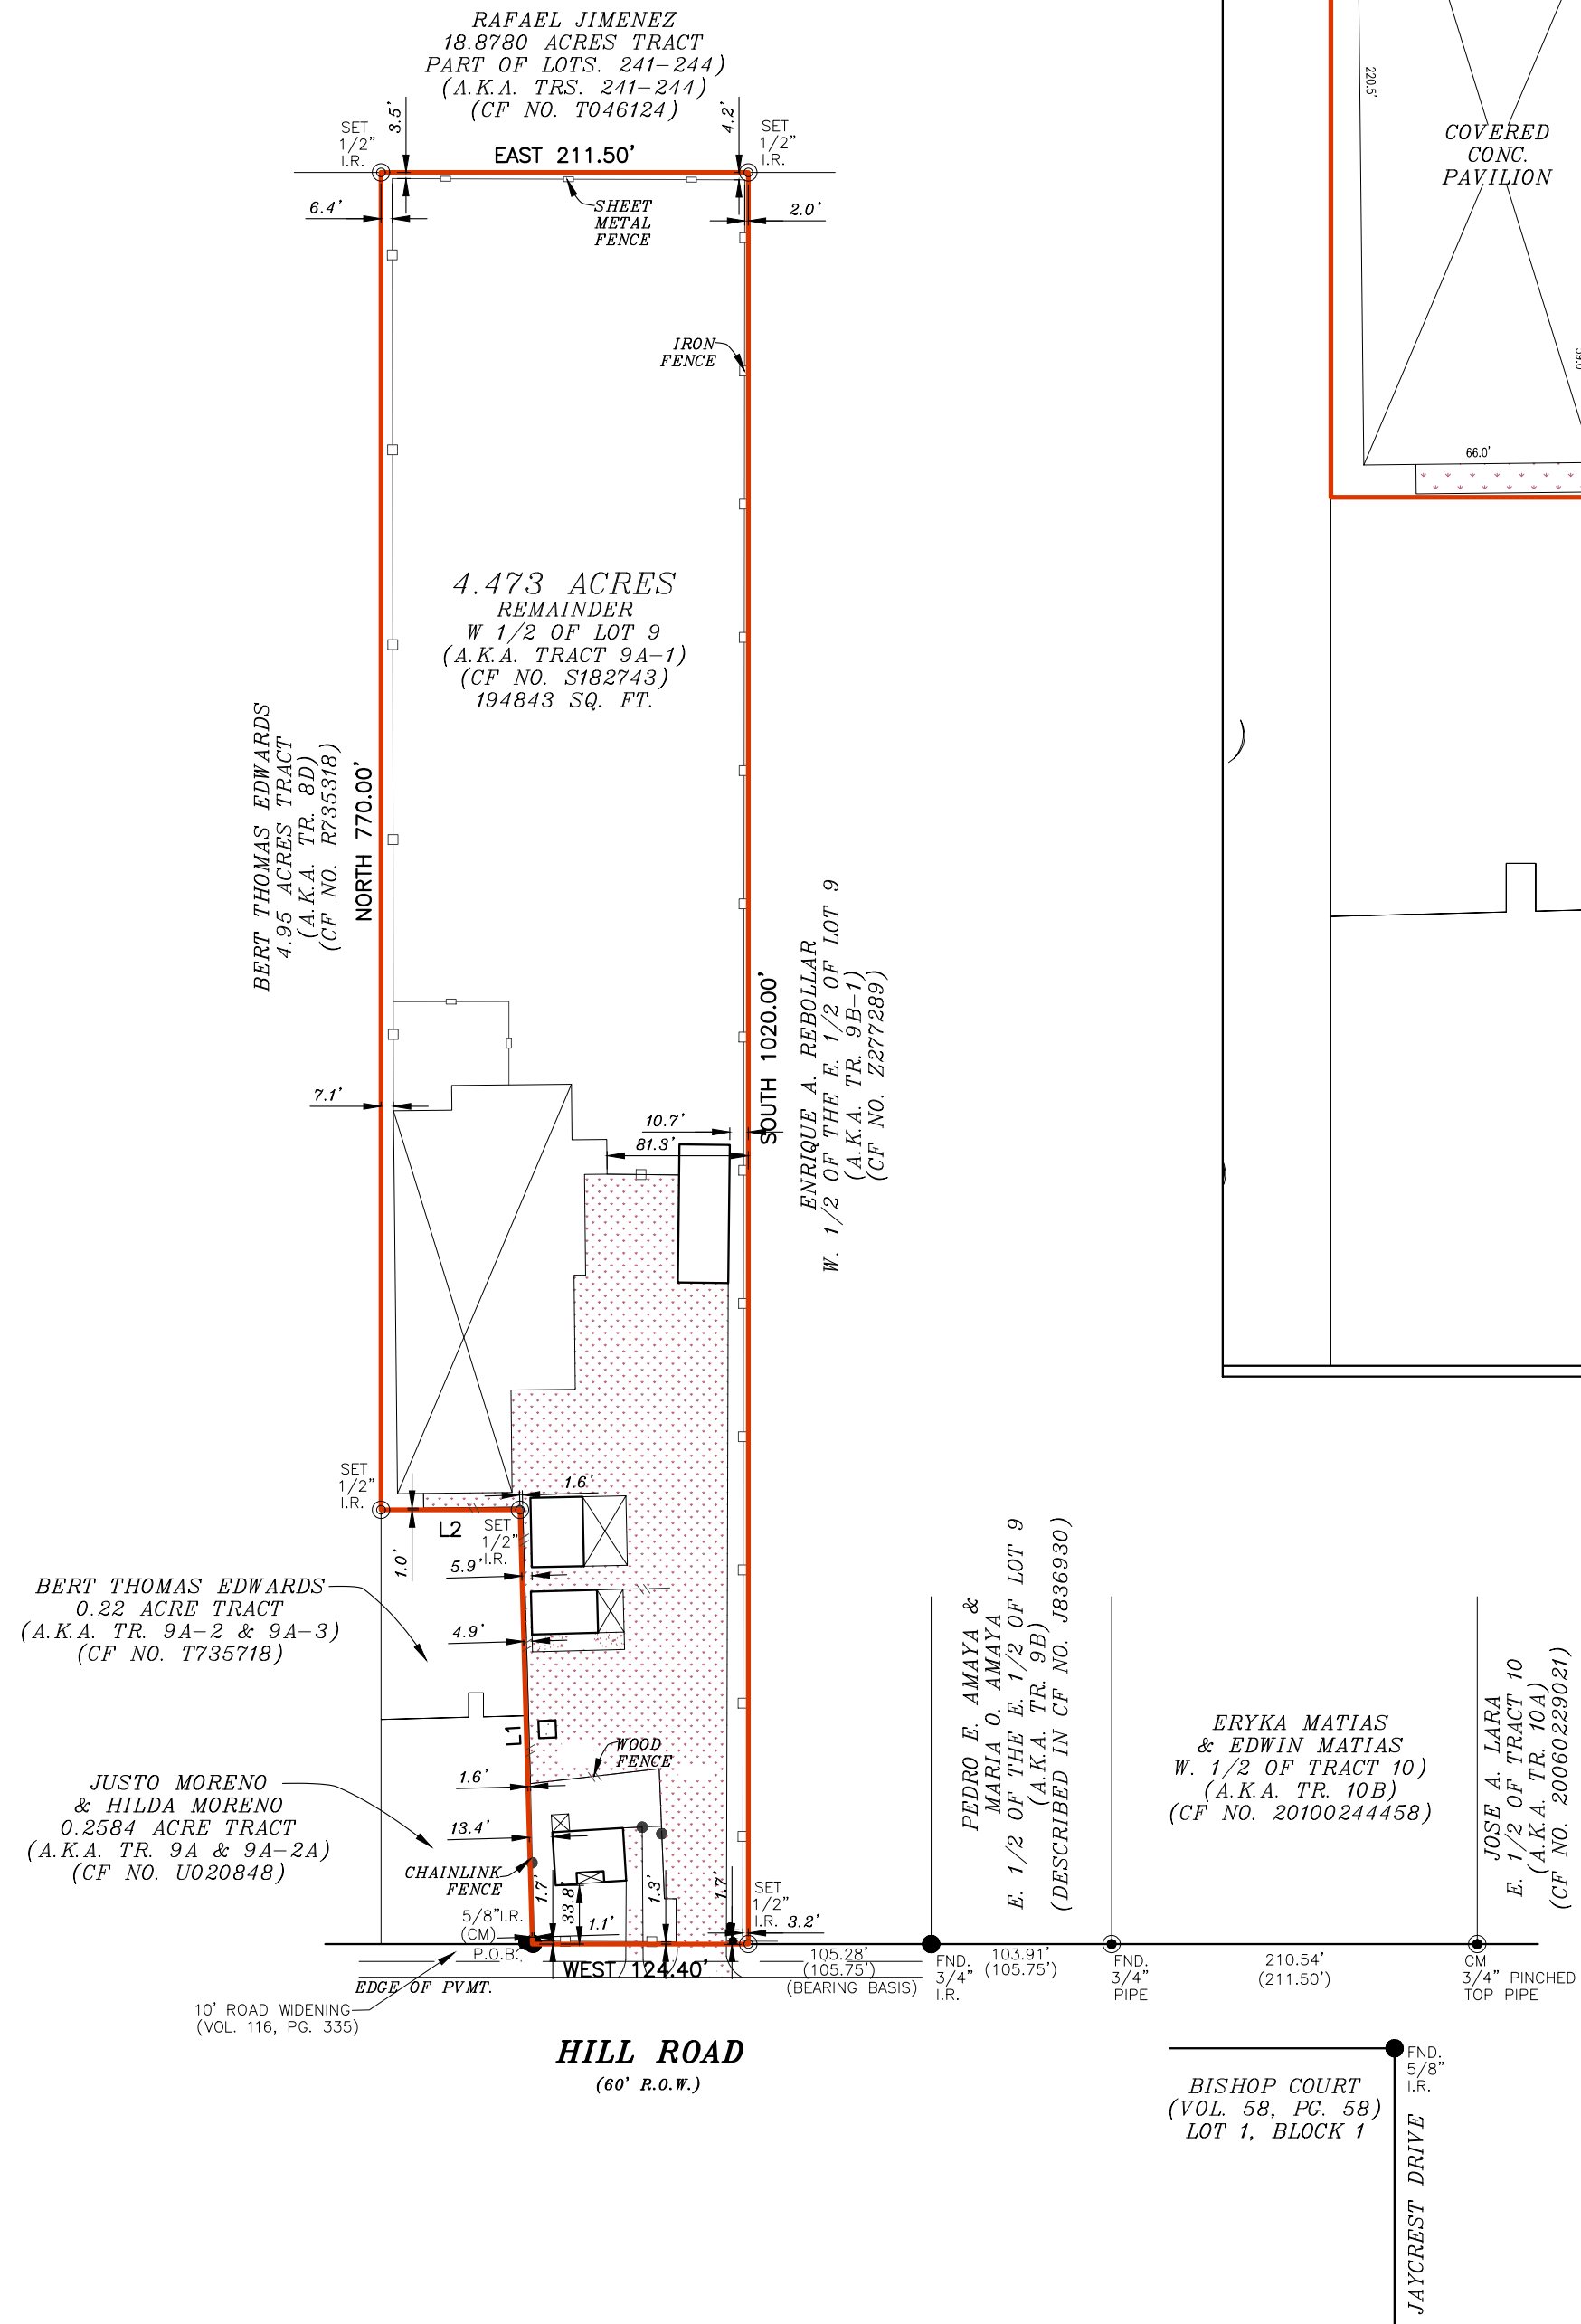 RAFAEL JIMENEZ
18.8780 ACRES TRACT
PART OF LOTS. 241-244)
(A.K.A. TRS. 241-244)
(CF NO. T046124)
SET
1/2"
I.R.
3.5'
4.2'
SET
1/2"
I.R.
EAST 211.50'
6.4'
SHEET
METAL
FENCE
2.0'
IRON
FENCE
220.5'
COVERED
CONC.
PAVILION
66.0'
4.473 ACRES
REMAINDER
W 1/2 OF LOT 9
(A.K.A. TRACT 9A-1)
(CF NO. S182743)
194843 SQ. FT.
BERT THOMAS EDWARDS
4.95 ACRES TRACT
(A.K.A. TR. 8D)
(CF NO. R735318)
NORTH 770.00'
SOUTH 1020.00'
ENRIQUE A. REBOLLAR
W. 1/2 OF THE E. 1/2 OF LOT 9
(A.K.A. TR. 9B-1)
(CF NO. Z277289)
7.1'
10.7'
81.3'
SET
1/2"
I.R.
1.6'
L2
SET
1/2"
I.R.
1.0'
5.9'
BERT THOMAS EDWARDS
0.22 ACRE TRACT
(A.K.A. TR. 9A-2 & 9A-3)
(CF NO. T735718)
4.9'
L1
WOOD
FENCE
1.6'
JUSTO MORENO
& HILDA MORENO
0.2584 ACRE TRACT
(A.K.A. TR. 9A & 9A-2A)
(CF NO. U020848)
13.4'
CHAINLINK
FENCE
1.7'
33.8'
1.3'
1.7'
SET
1/2"
I.R.
3.2'
5/8"I.R.
(CM)
1.1'
P.O.B.
WEST 124.40'
EDGE OF PVMT.
10' ROAD WIDENING
(VOL. 116, PG. 335)
105.28'
(105.75')
(BEARING BASIS)
FND.
3/4"
I.R.
103.91'
(105.75')
FND.
3/4"
PIPE
210.54'
(211.50')
CM
3/4" PINCHED
TOP PIPE
PEDRO E. AMAYA &
MARIA O. AMAYA
E. 1/2 OF THE E. 1/2 OF LOT 9
(A.K.A. TR. 9B)
(DESCRIBED IN CF NO. J836930)
ERYKA MATIAS
& EDWIN MATIAS
W. 1/2 OF TRACT 10)
(A.K.A. TR. 10B)
(CF NO. 20100244458)
JOSE A. LARA
E. 1/2 OF TRACT 10
(A.K.A. TR. 10A)
(CF NO. 20060229021)
HILL ROAD
(60' R.O.W.)
FND.
5/8"
I.R.
BISHOP COURT
(VOL. 58, PG. 58)
LOT 1, BLOCK 1
JAYCREST DRIVE